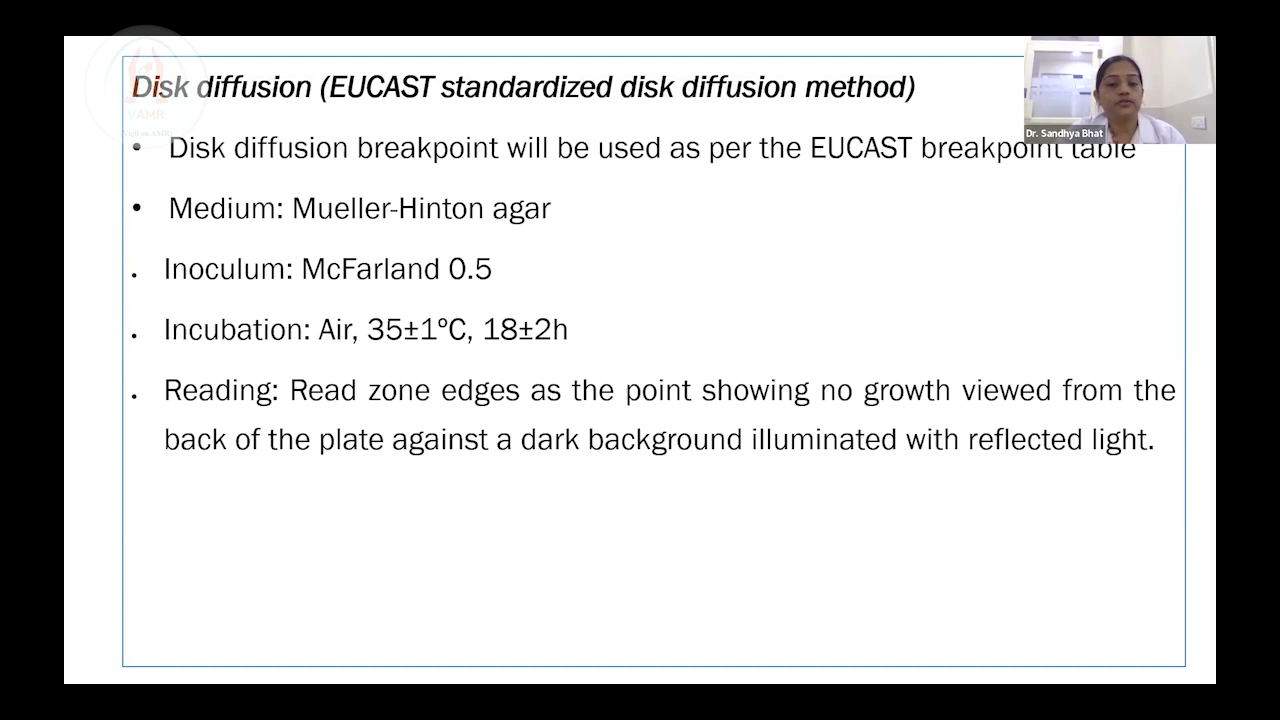 Disk diffusion (EUCAST standardized disk diffusion method)
VAMR
Dr. Sandhya Bhat
• Disk diffusion breakpoint will be used as per the EUCAST breakpoint table
• Medium: Mueller-Hinton agar
• Inoculum: McFarland 0.5
• Incubation: Air, 35±1ºC, 18±2h
• Reading: Read zone edges as the point showing no growth viewed from the
back of the plate against a dark background illuminated with reflected light.